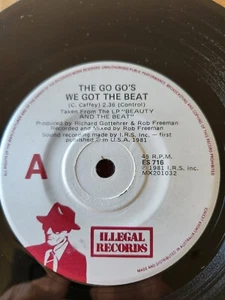 THE GO GO'S
WE GOT THE BEAT
(C. Caffey) 2.36 (Control)
Taken From The LP "BEAUTY
AND THE BEAT"
Produced by Richard Gottehrer & Rob Freeman
Recorded and Mixed by Rob Freeman
Sound recording made by I.R.S. Inc. — first
published in U.S.A. 1981
A
45 R.P.M.
ES 716
℗ 1981 I.R.S. Inc.
MX201032
ILLEGAL
RECORDS